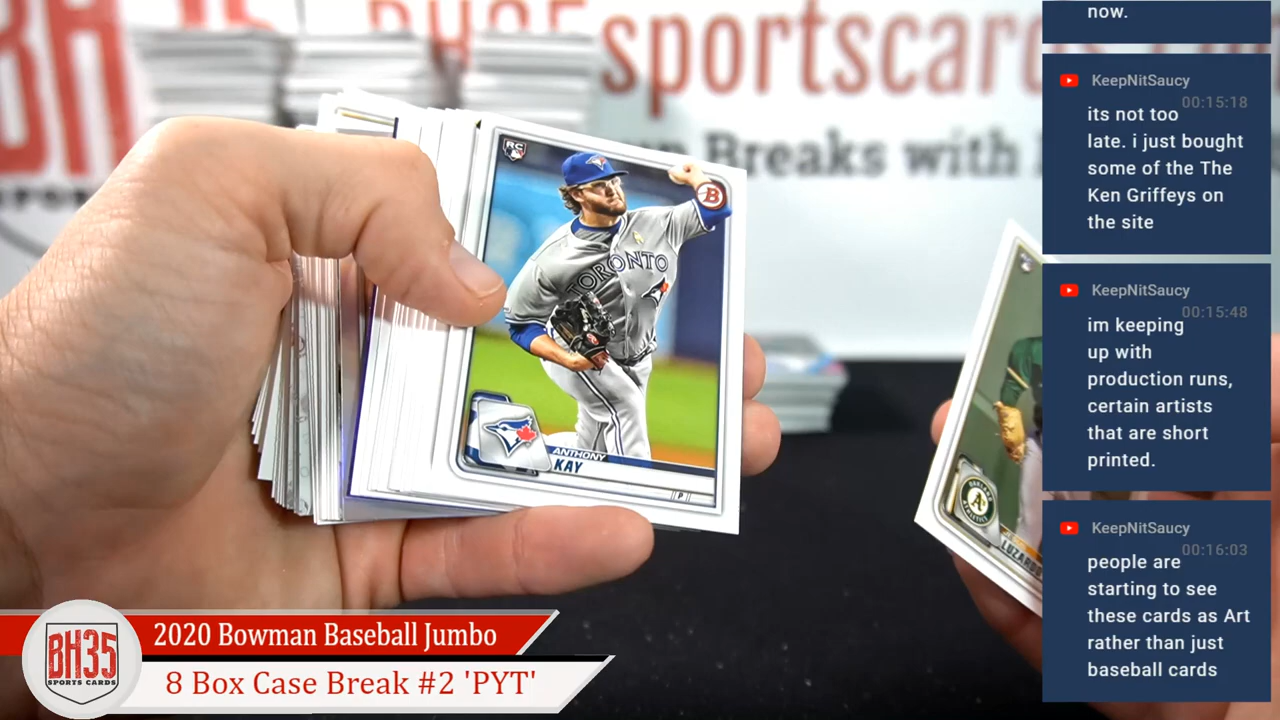 BH35
sportscar
Breaks with
RC
B
TORONTO
ANTHONY
KAY
P
A's
LUZARDO
now.
KeepNitSaucy
00:15:18
its not too
late. i just bought
some of the The
Ken Griffeys on
the site
KeepNitSaucy
00:15:48
im keeping
up with
production runs,
certain artists
that are short
printed.
KeepNitSaucy
00:16:03
people are
starting to see
these cards as Art
rather than just
baseball cards
BH35
SPORTS CARDS
2020 Bowman Baseball Jumbo
8 Box Case Break #2 'PYT'